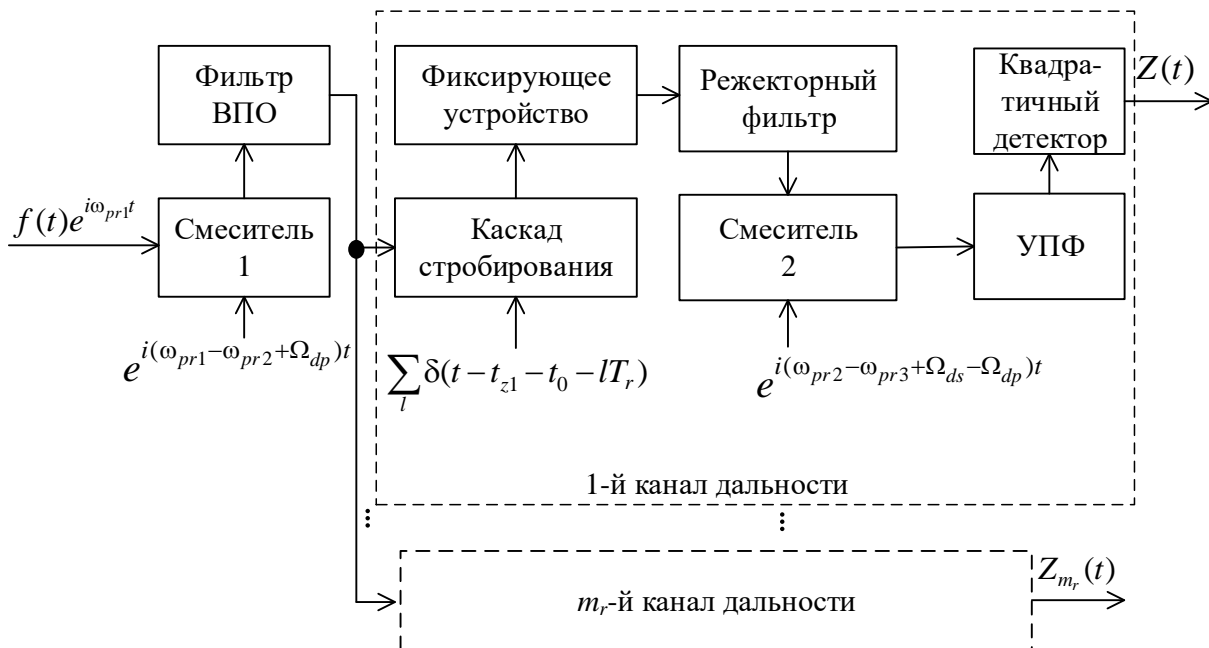 Фильтр
ВПО
Фиксирующее
устройство
Режекторный
фильтр
Квадра-
тичный
детектор
Z(t)
f(t)e^{iω_{pr1}t}
Смеситель
1
Каскад
стробирования
Смеситель
2
УПФ
e^{i(ω_{pr1}−ω_{pr2}+Ω_{dp})t}
∑_l δ(t − t_{z1} − t_0 − lT_r)
e^{i(ω_{pr2}−ω_{pr3}+Ω_{ds}−Ω_{dp})t}
1-й канал дальности
m_r-й канал дальности
Z_{m_r}(t)